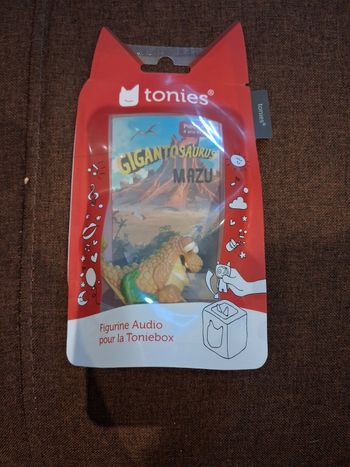 tonies®
tonies®
GIGANTOSAURUS
MAZU
Figurine Audio
pour la Toniebox